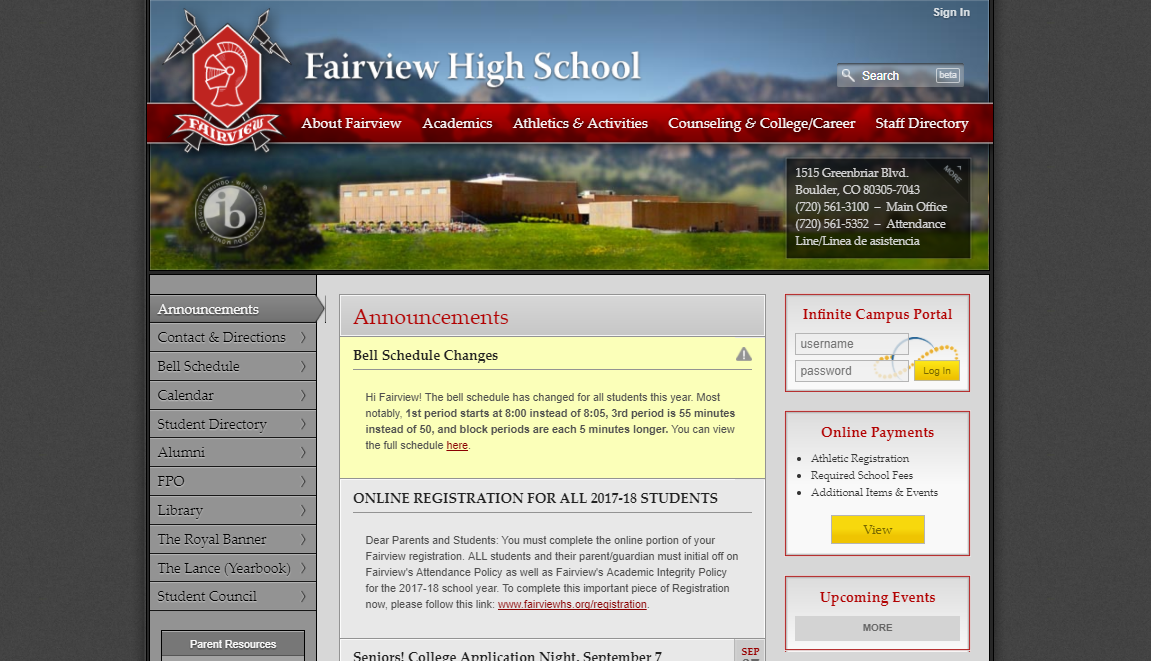 Sign In
Fairview High School
Search
beta
FAIRVIEW
About Fairview
Academics
Athletics & Activities
Counseling & College/Career
Staff Directory
ib
1515 Greenbriar Blvd.
Boulder, CO 80305-7043
(720) 561-3100 – Main Office
(720) 561-5352 – Attendance
Line/Linea de asistencia
MORE
Announcements
Contact & Directions
Bell Schedule
Calendar
Student Directory
Alumni
FPO
Library
The Royal Banner
The Lance (Yearbook)
Student Council
Parent Resources
Announcements
Bell Schedule Changes
Hi Fairview! The bell schedule has changed for all students this year. Most
notably, 1st period starts at 8:00 instead of 8:05, 3rd period is 55 minutes
instead of 50, and block periods are each 5 minutes longer. You can view
the full schedule here.
ONLINE REGISTRATION FOR ALL 2017-18 STUDENTS
Dear Parents and Students: You must complete the online portion of your
Fairview registration. ALL students and their parent/guardian must initial off on
Fairview's Attendance Policy as well as Fairview's Academic Integrity Policy
for the 2017-18 school year. To complete this important piece of Registration
now, please follow this link: www.fairviewhs.org/registration.
Seniors! College Application Night, September 7
SEP
Infinite Campus Portal
username
password
Log In
Online Payments
Athletic Registration
Required School Fees
Additional Items & Events
View
Upcoming Events
MORE